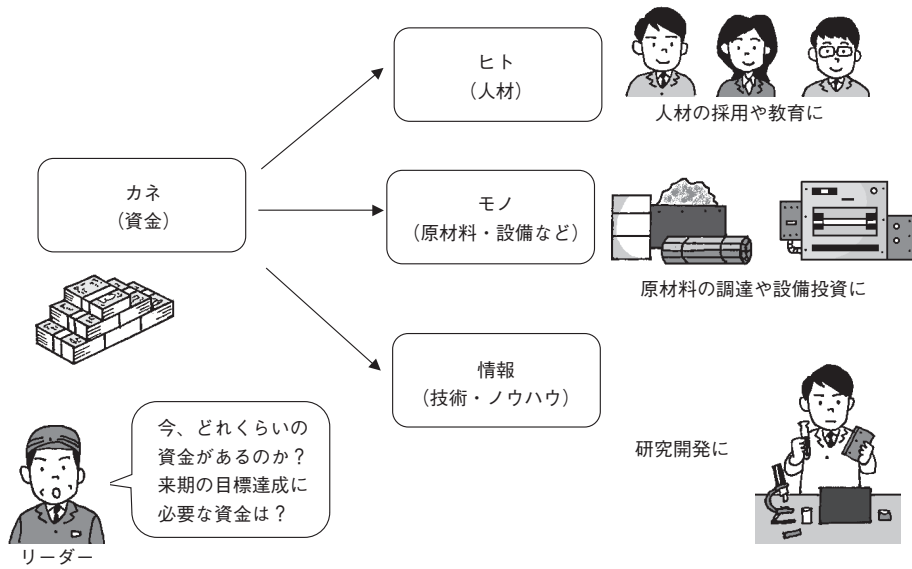 ヒト
（人材）
人材の採用や教育に
カネ
（資金）
モノ
（原材料・設備など）
原材料の調達や設備投資に
情報
（技術・ノウハウ）
研究開発に
今、どれくらいの
資金があるのか？
来期の目標達成に
必要な資金は？
リーダー